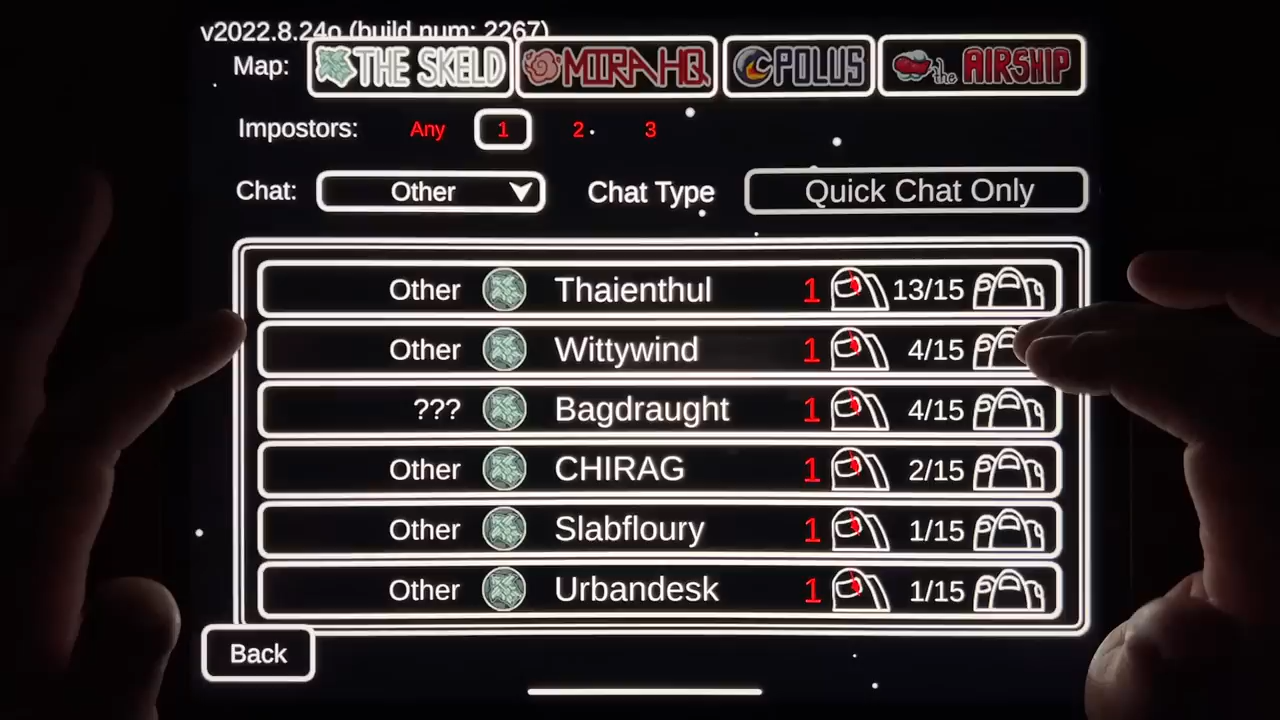 v2022.8.24o (build num: 2267)
Map: THE SKELD MIRA HQ POLUS the AIRSHIP
Impostors: Any 1 2 3
Chat: Other Chat Type Quick Chat Only
Other Thaienthul 1 13/15
Other Wittywind 1 4/15
??? Bagdraught 1 4/15
Other CHIRAG 1 2/15
Other Slabfloury 1 1/15
Other Urbandesk 1 1/15
Back